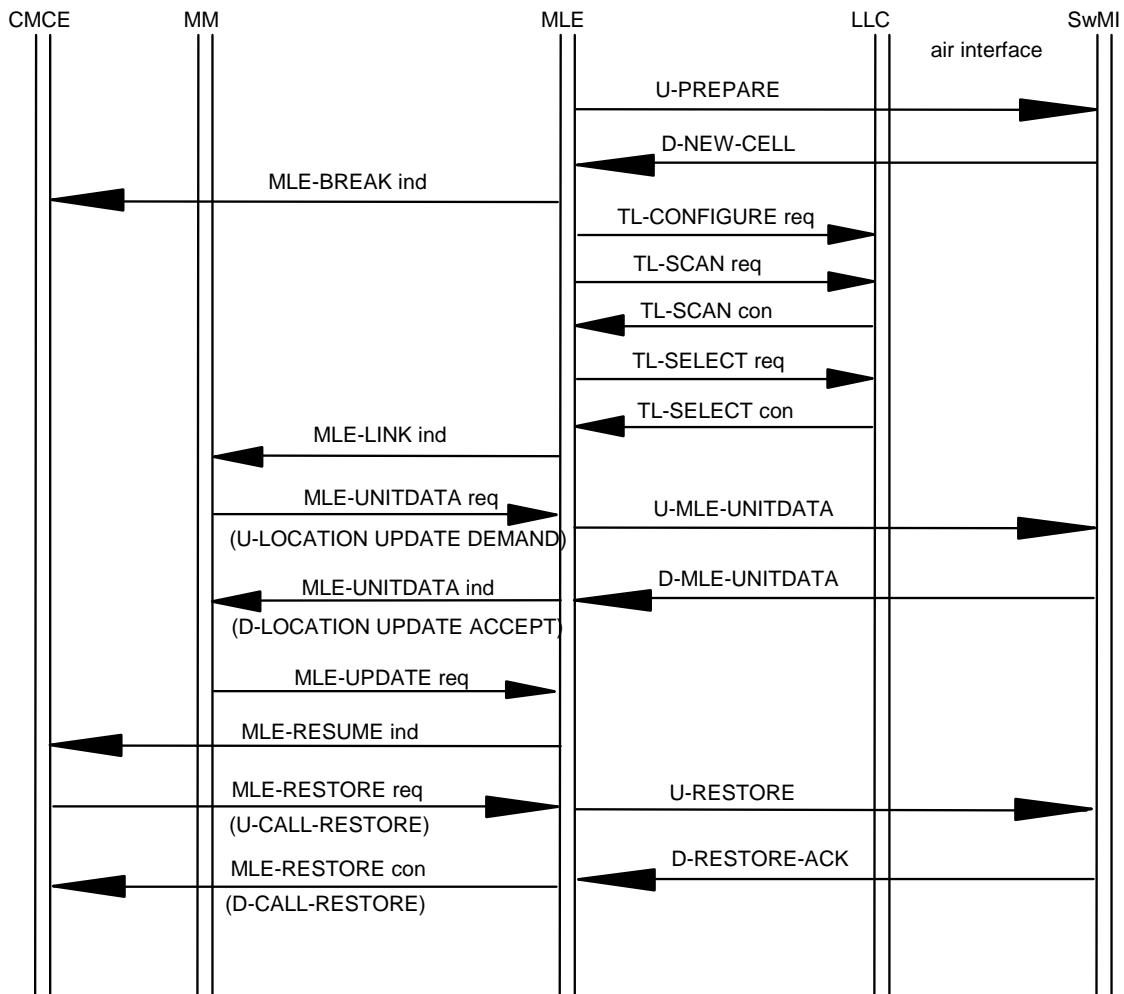 CMCE
MM
MLE
LLC
SwMI
air interface
U-PREPARE
D-NEW-CELL
MLE-BREAK ind
TL-CONFIGURE req
TL-SCAN req
TL-SCAN con
TL-SELECT req
TL-SELECT con
MLE-LINK ind
MLE-UNITDATA req
U-MLE-UNITDATA
(U-LOCATION UPDATE DEMAND)
MLE-UNITDATA ind
D-MLE-UNITDATA
(D-LOCATION UPDATE ACCEPT)
MLE-UPDATE req
MLE-RESUME ind
MLE-RESTORE req
U-RESTORE
(U-CALL-RESTORE)
MLE-RESTORE con
D-RESTORE-ACK
(D-CALL-RESTORE)